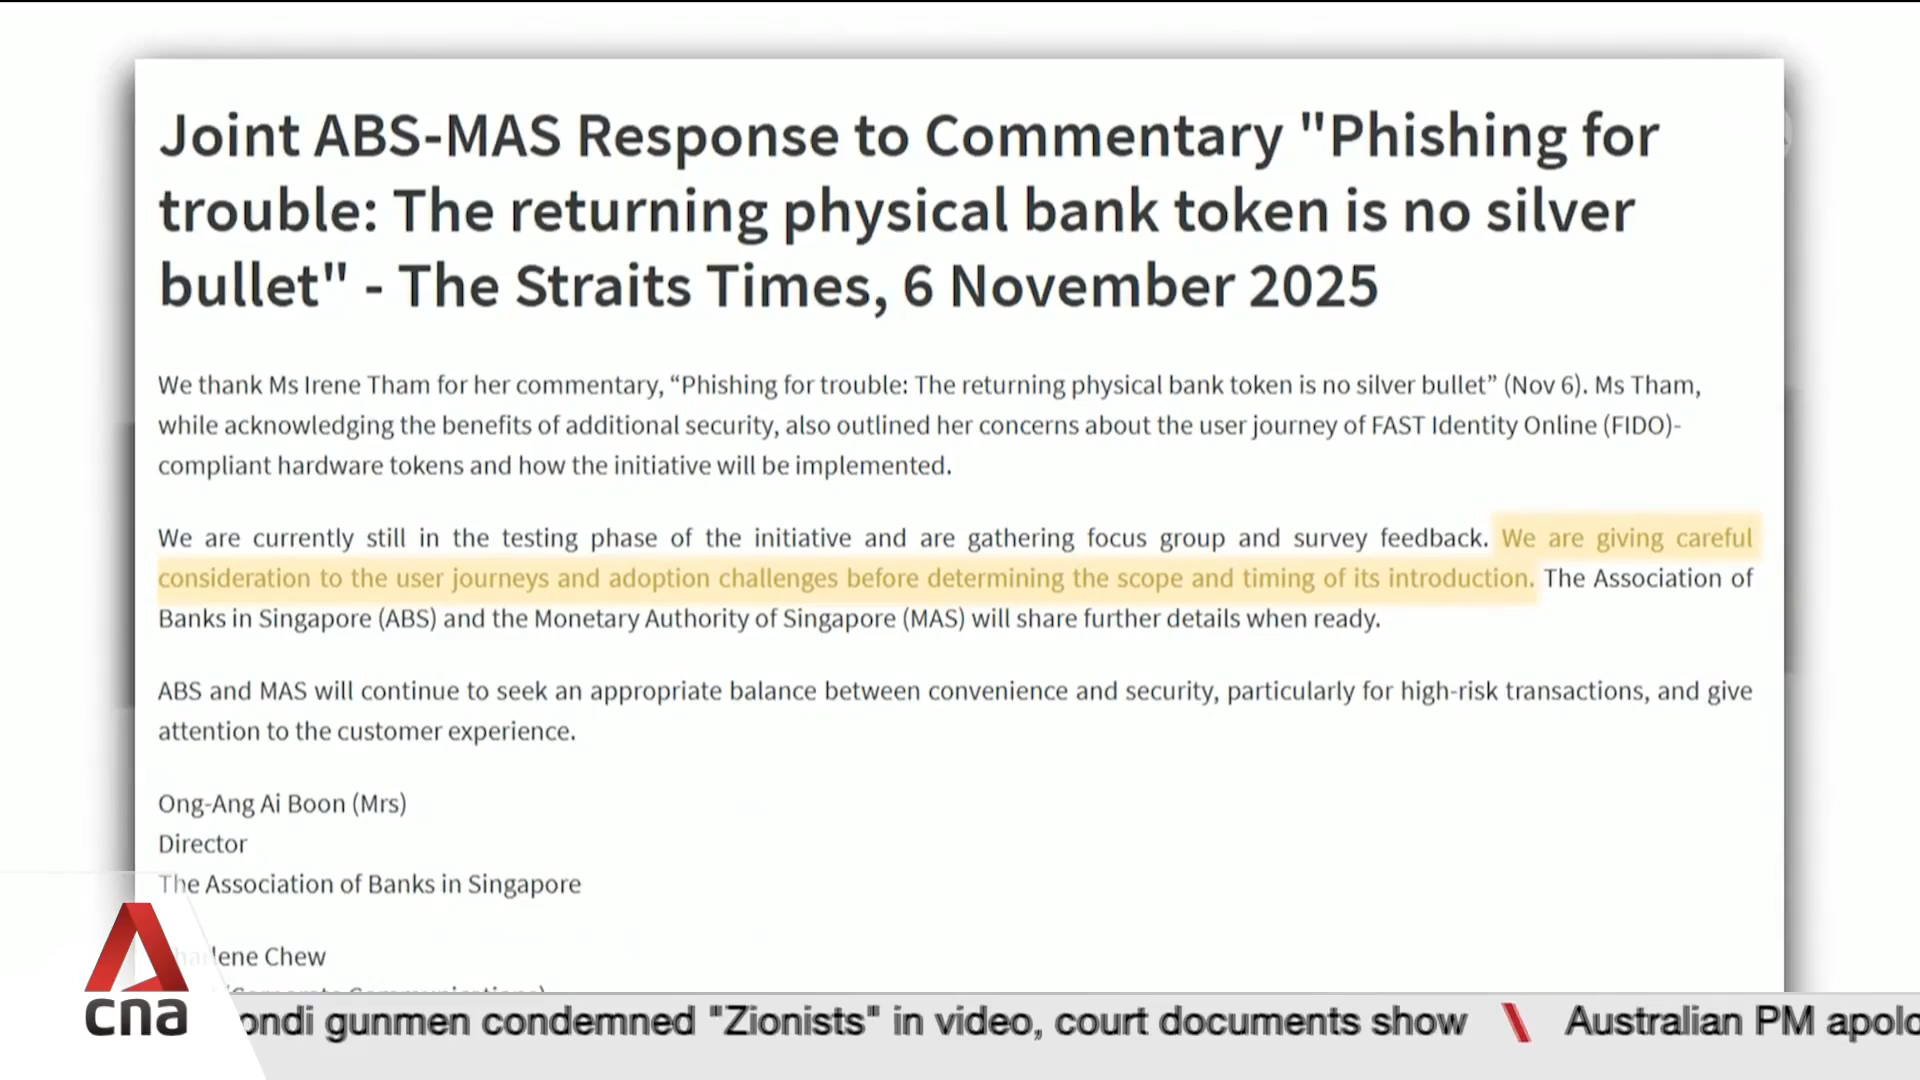 Joint ABS-MAS Response to Commentary "Phishing for
trouble: The returning physical bank token is no silver
bullet" - The Straits Times, 6 November 2025
We thank Ms Irene Tham for her commentary, “Phishing for trouble: The returning physical bank token is no silver bullet” (Nov 6). Ms Tham,
while acknowledging the benefits of additional security, also outlined her concerns about the user journey of FAST Identity Online (FIDO)-
compliant hardware tokens and how the initiative will be implemented.
We are currently still in the testing phase of the initiative and are gathering focus group and survey feedback. We are giving careful
consideration to the user journeys and adoption challenges before determining the scope and timing of its introduction. The Association of
Banks in Singapore (ABS) and the Monetary Authority of Singapore (MAS) will share further details when ready.
ABS and MAS will continue to seek an appropriate balance between convenience and security, particularly for high-risk transactions, and give
attention to the customer experience.
Ong-Ang Ai Boon (Mrs)
Director
The Association of Banks in Singapore
Chew
cna
ondi gunmen condemned "Zionists" in video, court documents show
Australian PM apolo